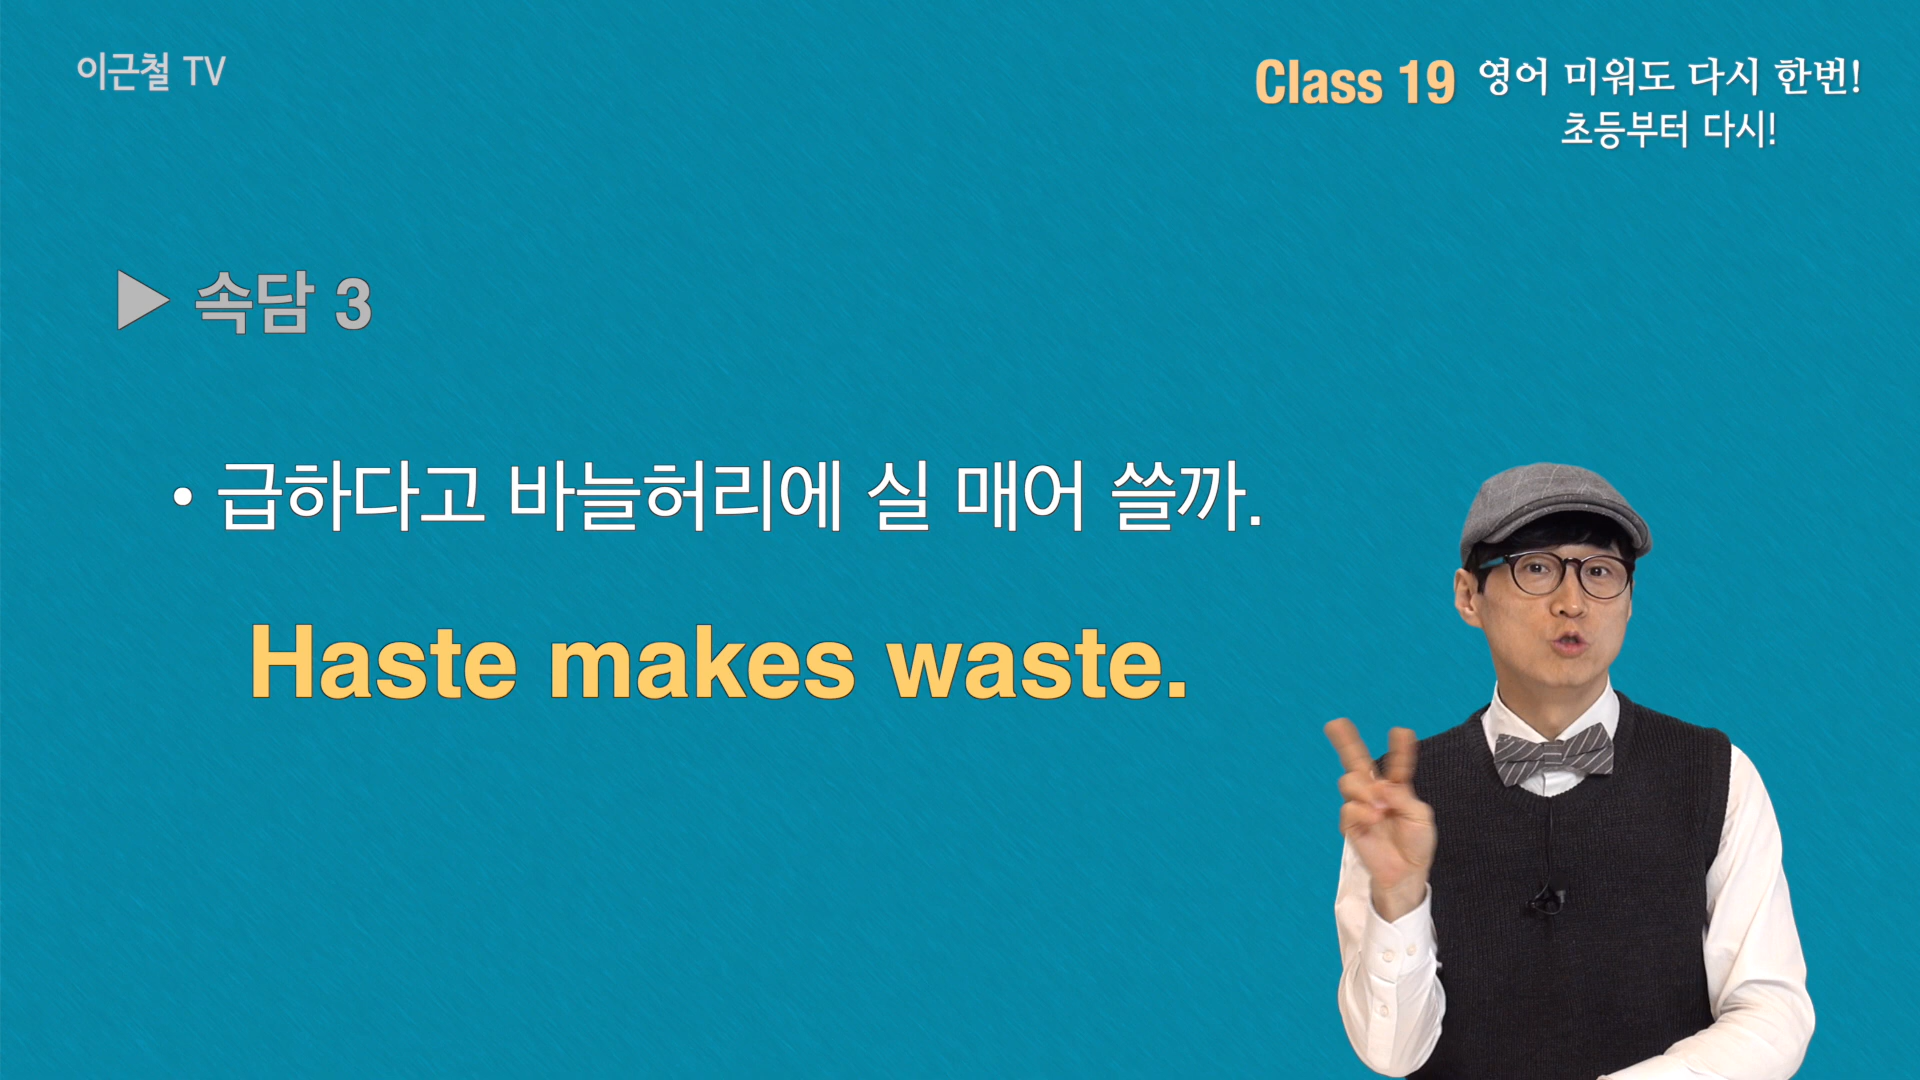 이근철 TV
Class 19 영어 미워도 다시 한번!
초등부터 다시!
▶ 속담 3
• 급하다고 바늘허리에 실 매어 쓸까.
Haste makes waste.